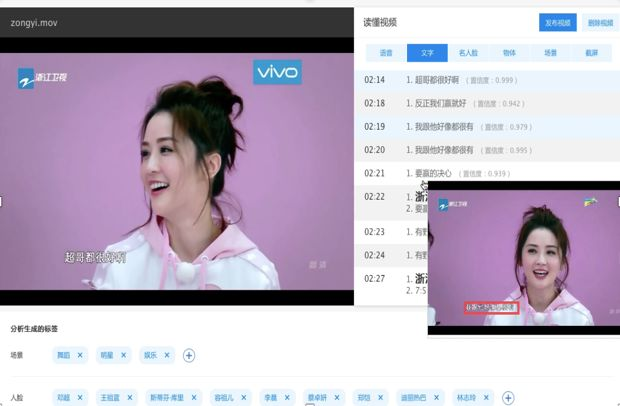 zongyi.mov
浙江卫视
vivo
超哥都很好啊
读懂视频
发布视频
删除视频
语音
文字
名人脸
物体
场景
截屏
02:14 1. 超哥都很好啊 (置信度:0.999)
02:18 1. 反正我们赢就好 (置信度:0.942)
02:19 1. 我跟他好像都很有 (置信度:0.979)
02:20 1. 我跟他好像都很有 (置信度:0.995)
02:21 1. 要赢的决心 (置信度:0.939)
02:22 1. 浙
2. 要赢
02:23 1. 有野
02:24 1. 有野
02:27 1. 浙
2. 7:5
浙江卫视
分析生成的标签
场景 舞蹈 × 明星 × 娱乐 ×
人脸 邓超 × 王祖蓝 × 斯蒂芬·库里 × 容祖儿 × 李晨 × 蔡卓妍 × 郑恺 × 迪丽热巴 × 林志玲 ×